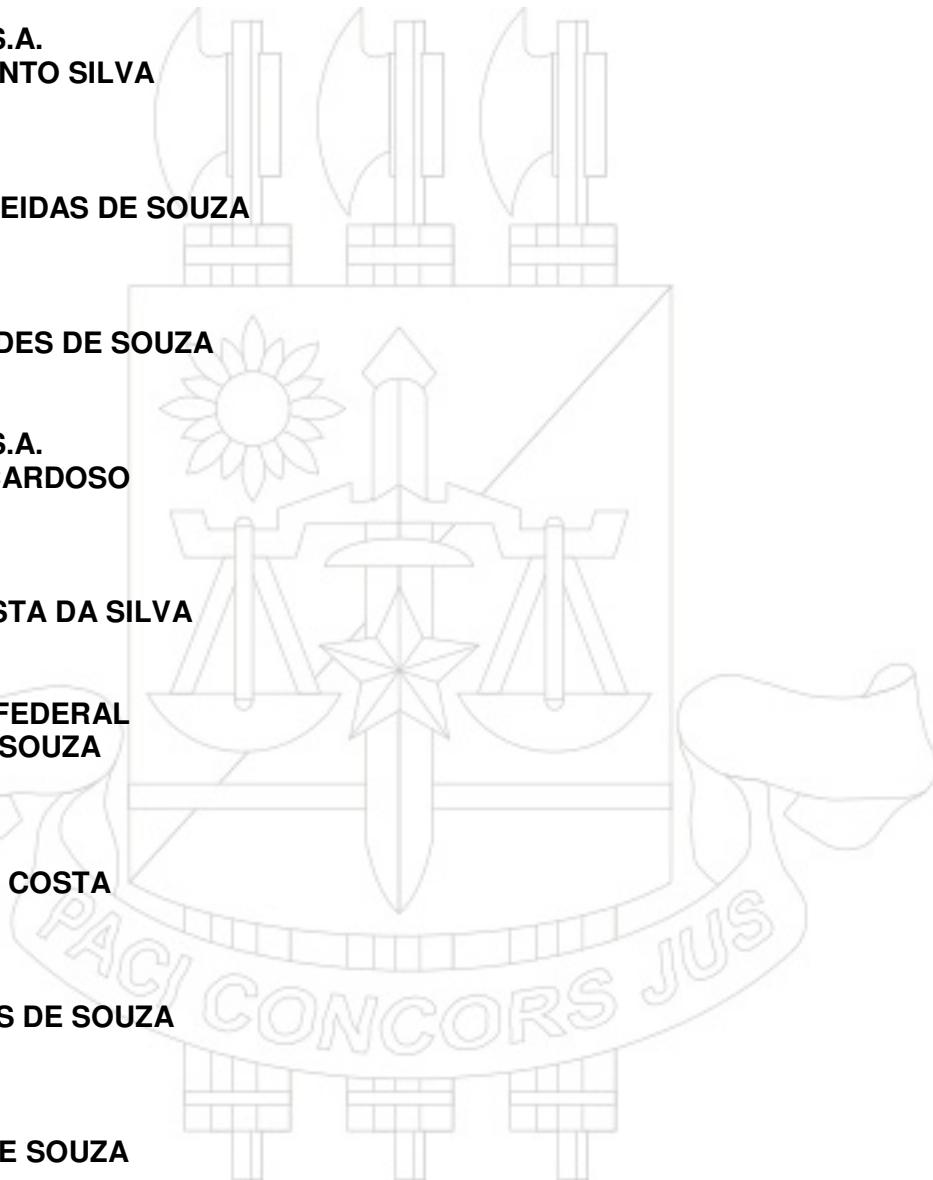 S.A.
NTO SILVA
EIDAS DE SOUZA
DES DE SOUZA
S.A.
CARDOSO
STA DA SILVA
FEDERAL
SOUZA
COSTA
PACI CONCORS JUS
S DE SOUZA
E SOUZA